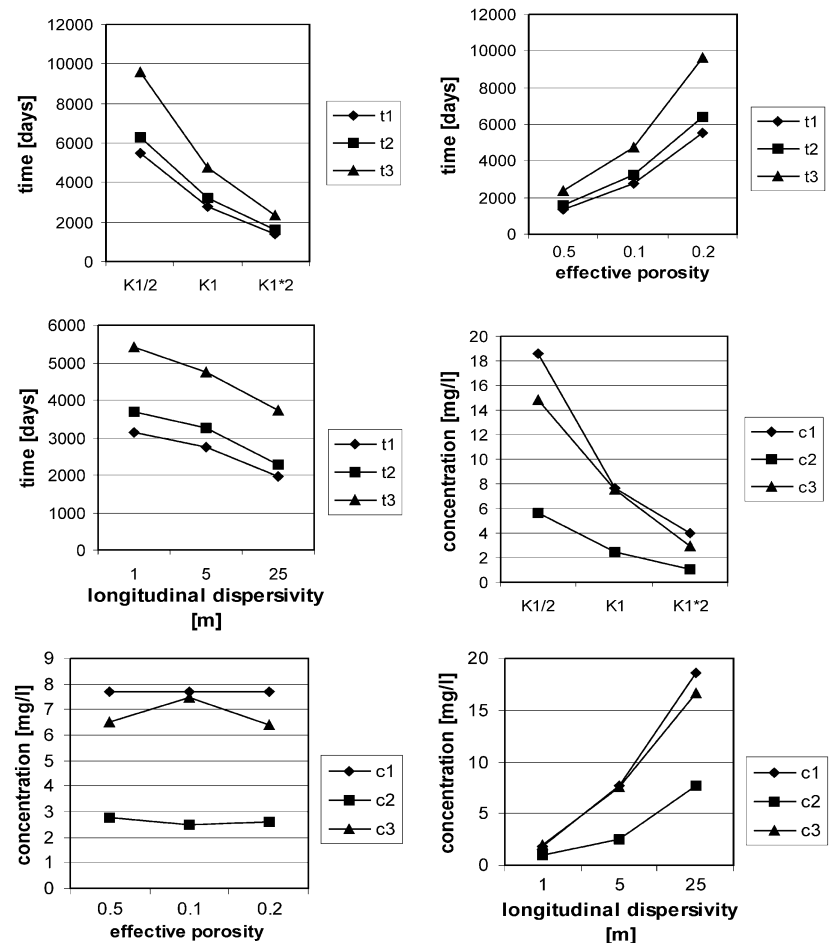 12000
10000
8000
6000
4000
2000
0
time [days]
K1/2 K1 K1*2
t1
t2
t3
12000
10000
8000
6000
4000
2000
0
time [days]
0.5 0.1 0.2
effective porosity
t1
t2
t3
6000
5000
4000
3000
2000
1000
0
time [days]
1 5 25
longitudinal dispersivity
[m]
t1
t2
t3
20
18
16
14
12
10
8
6
4
2
0
concentration [mg/l]
K1/2 K1 K1*2
c1
c2
c3
9
8
7
6
5
4
3
2
1
0
concentration [mg/l]
0.5 0.1 0.2
effective porosity
c1
c2
c3
20
15
10
5
0
concentration [mg/l]
1 5 25
longitudinal dispersivity
[m]
c1
c2
c3